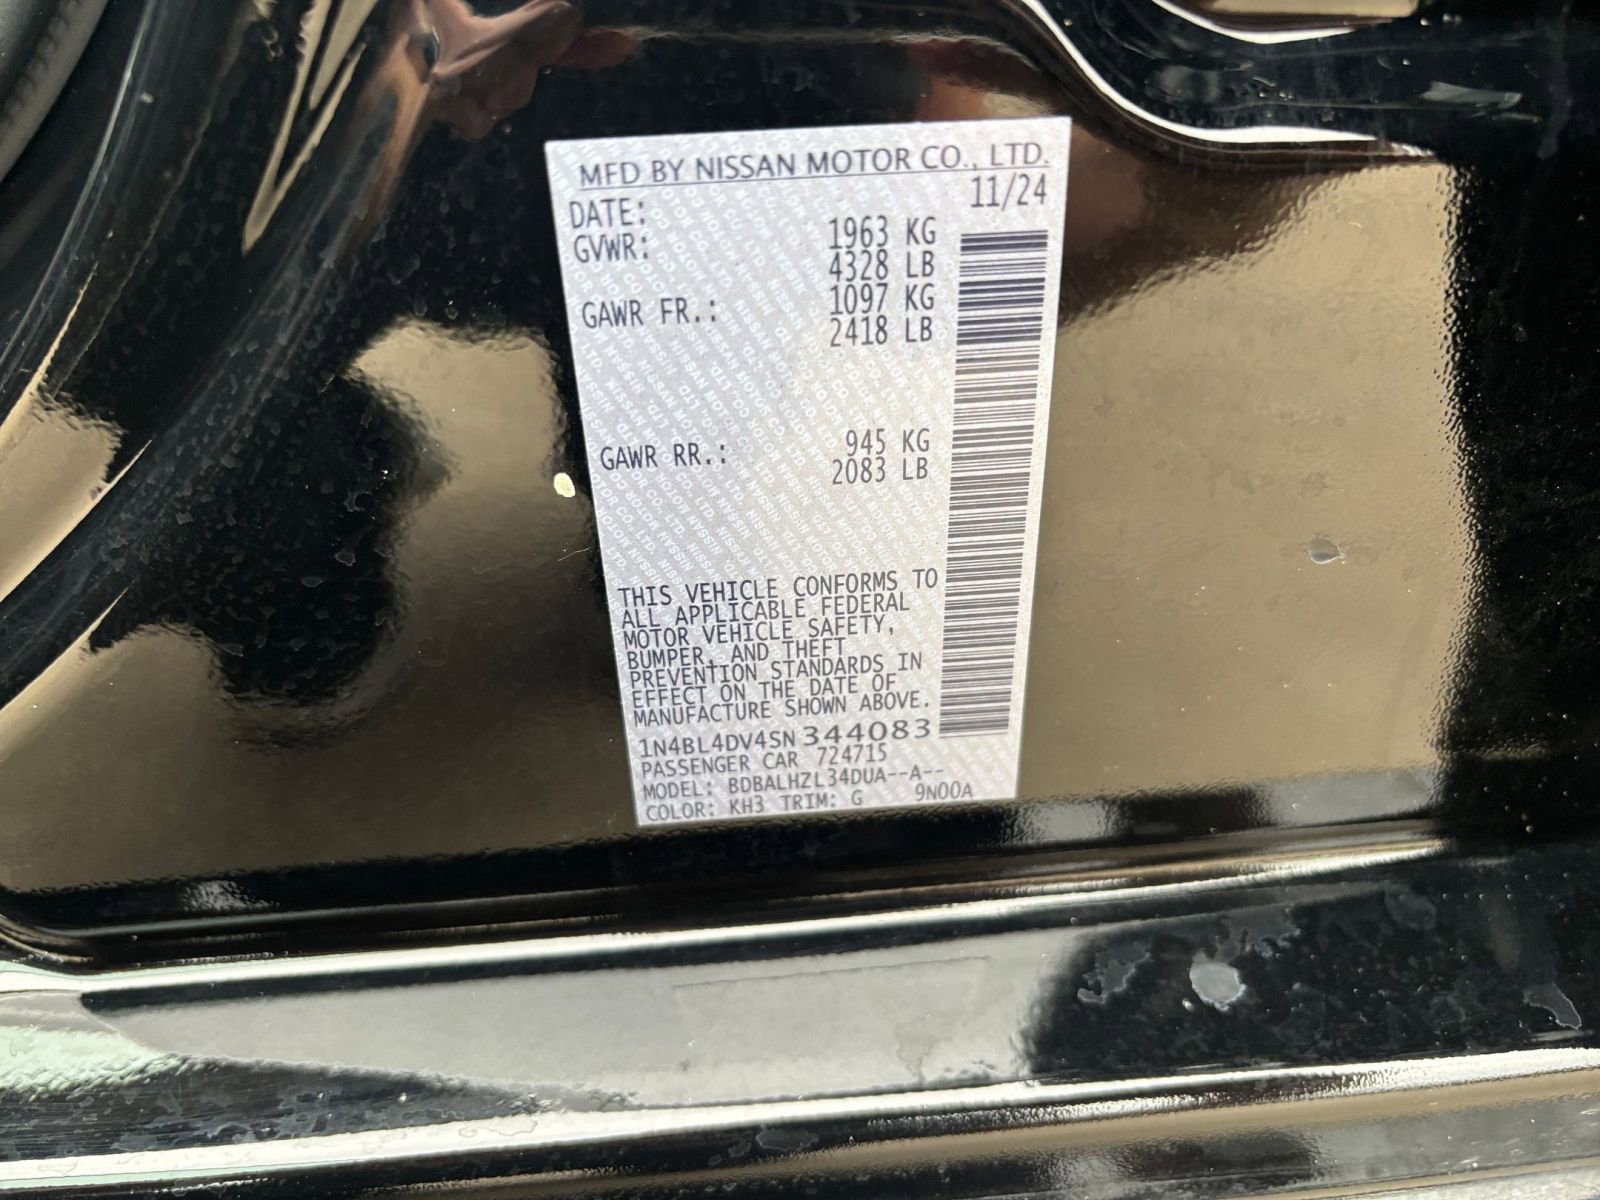 MFD BY NISSAN MOTOR CO., LTD.
DATE: 11/24
GVWR: 1963 KG
4328 LB
GAWR FR.: 1097 KG
2418 LB
GAWR RR.: 945 KG
2083 LB
THIS VEHICLE CONFORMS TO
ALL APPLICABLE FEDERAL
MOTOR VEHICLE SAFETY,
BUMPER, AND THEFT
PREVENTION STANDARDS IN
EFFECT ON THE DATE OF
MANUFACTURE SHOWN ABOVE.
1N4BL4DV4SN344083
PASSENGER CAR 724715
MODEL: BDBALHZL34DUA--A--
COLOR: KH3 TRIM: G 9N00A